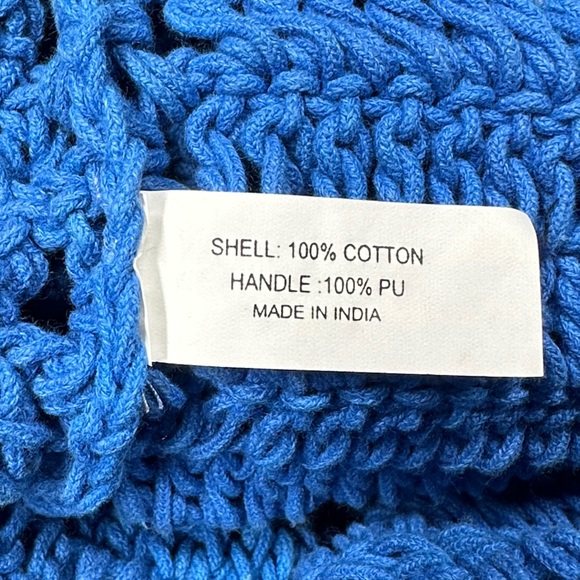 SHELL: 100% COTTON
HANDLE :100% PU
MADE IN INDIA